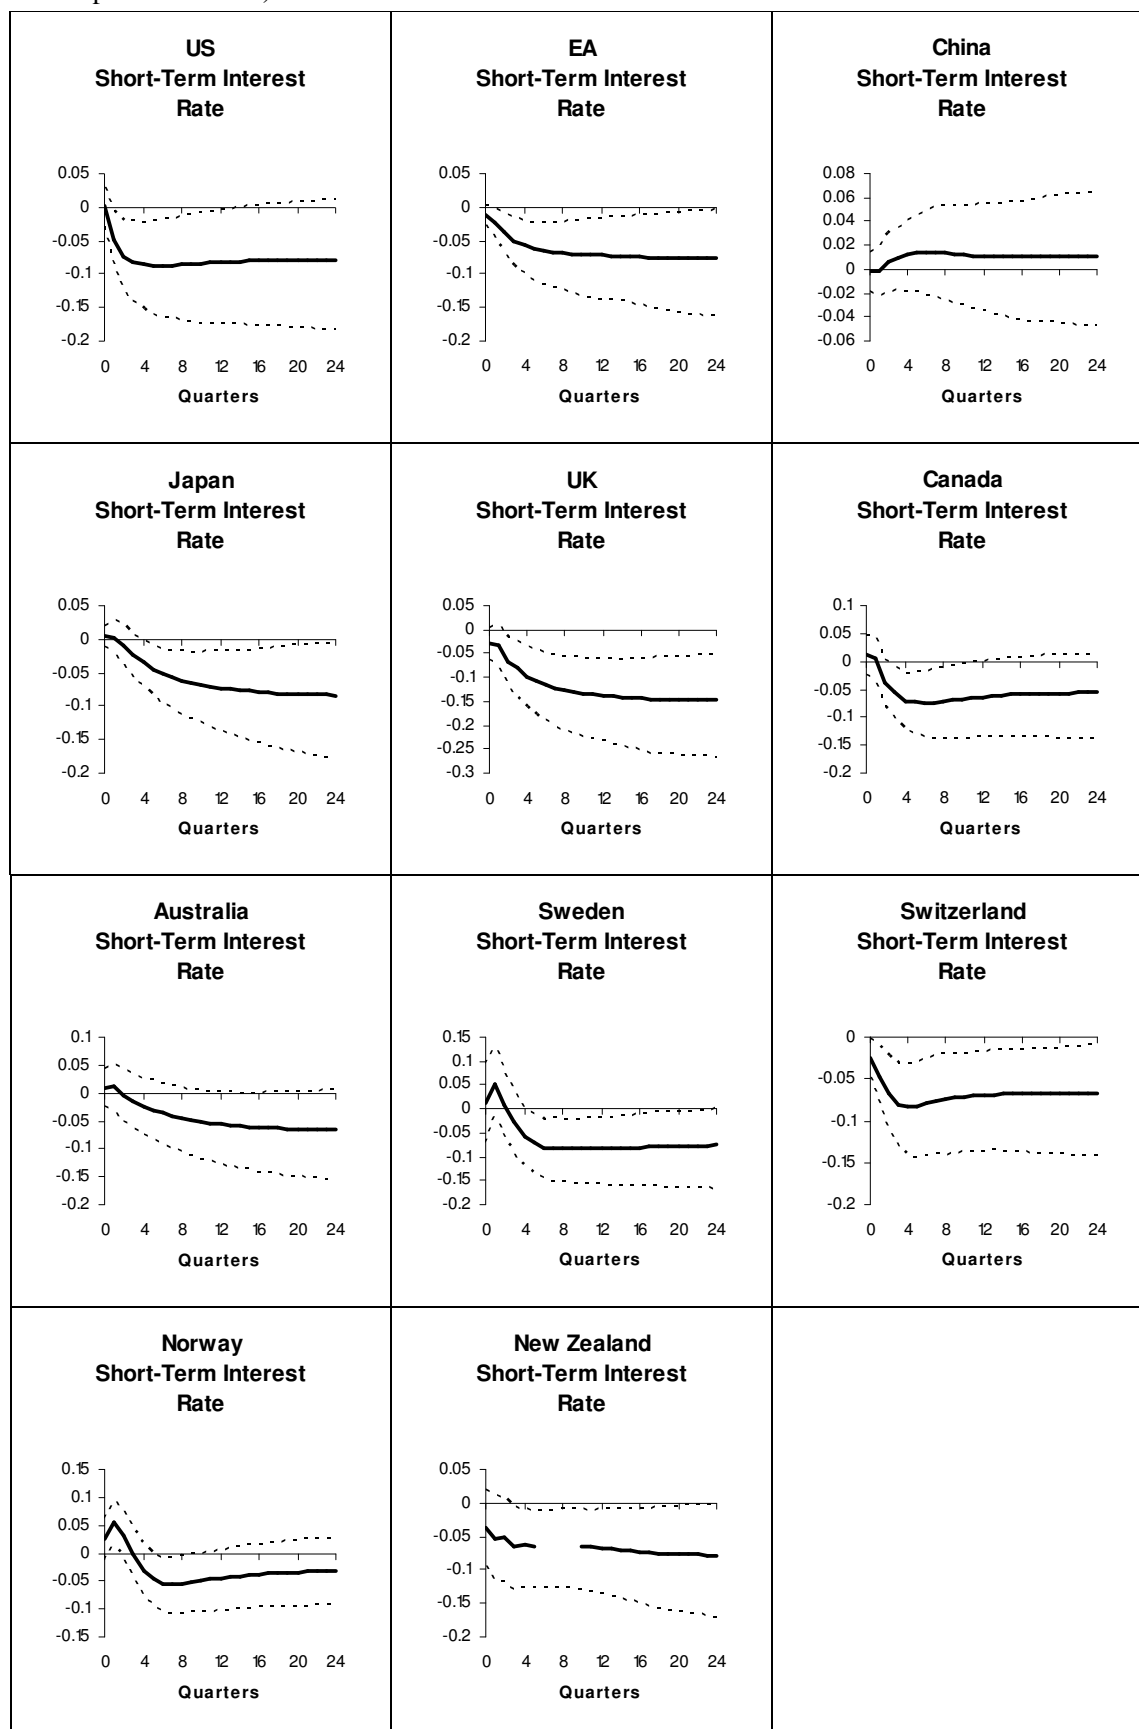 US
Short-Term Interest
Rate
0.05
0
-0.05
-0.1
-0.15
-0.2
0 4 8 12 16 20 24
Quarters
EA
Short-Term Interest
Rate
0.05
0
-0.05
-0.1
-0.15
-0.2
0 4 8 12 16 20 24
Quarters
China
Short-Term Interest
Rate
0.08
0.06
0.04
0.02
0
-0.02
-0.04
-0.06
0 4 8 12 16 20 24
Quarters
Japan
Short-Term Interest
Rate
0.05
0
-0.05
-0.1
-0.15
-0.2
0 4 8 12 16 20 24
Quarters
UK
Short-Term Interest
Rate
0.05
0
-0.05
-0.1
-0.15
-0.2
-0.25
-0.3
0 4 8 12 16 20 24
Quarters
Canada
Short-Term Interest
Rate
0.1
0.05
0
-0.05
-0.1
-0.15
-0.2
0 4 8 12 16 20 24
Quarters
Australia
Short-Term Interest
Rate
0.1
0.05
0
-0.05
-0.1
-0.15
-0.2
0 4 8 12 16 20 24
Quarters
Sweden
Short-Term Interest
Rate
0.15
0.1
0.05
0
-0.05
-0.1
-0.15
-0.2
0 4 8 12 16 20 24
Quarters
Switzerland
Short-Term Interest
Rate
0
-0.05
-0.1
-0.15
-0.2
0 4 8 12 16 20 24
Quarters
Norway
Short-Term Interest
Rate
0.15
0.1
0.05
0
-0.05
-0.1
-0.15
0 4 8 12 16 20 24
Quarters
New Zealand
Short-Term Interest
Rate
0.05
0
-0.05
-0.1
-0.15
-0.2
0 4 8 12 16 20 24
Quarters